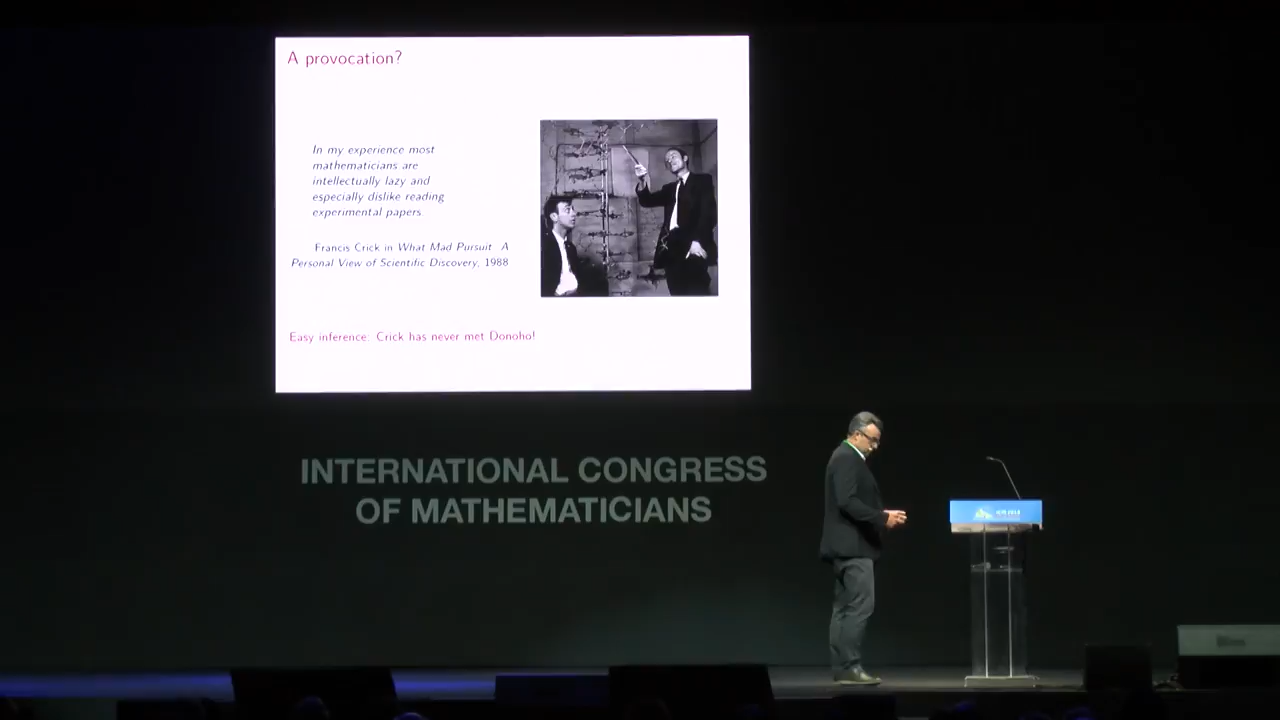 A provocation?
In my experience most
mathematicians are
intellectually lazy and
especially dislike reading
experimental papers
Francis Crick in What Mad Pursuit A
Personal View of Scientific Discovery, 1988
Easy inference: Crick has never met Donoho!
INTERNATIONAL CONGRESS
OF MATHEMATICIANS